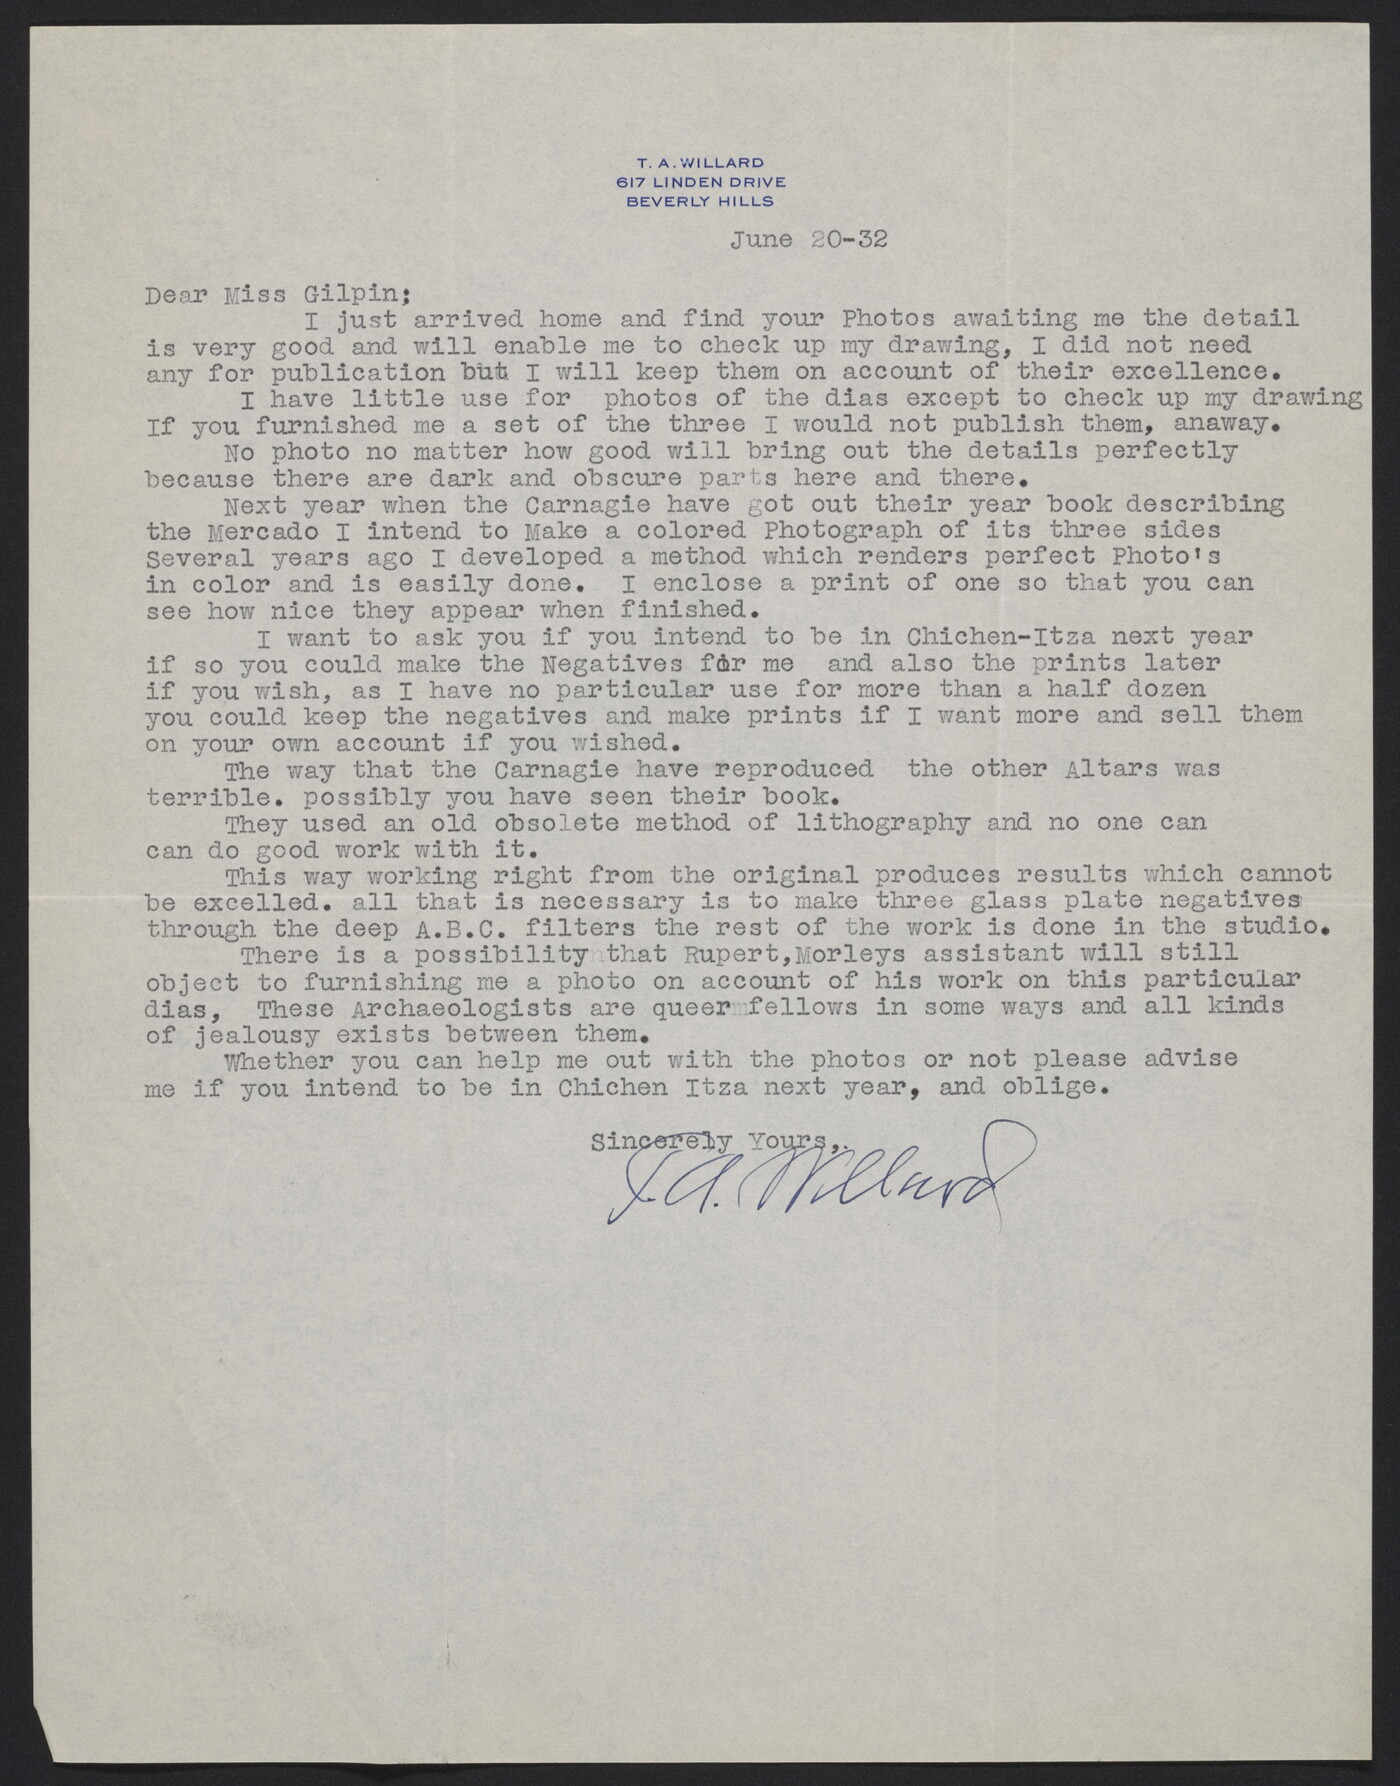 T. A. WILLARD
617 LINDEN DRIVE
BEVERLY HILLS
June 20-32
Dear Miss Gilpin;
I just arrived home and find your Photos awaiting me the detail
is very good and will enable me to check up my drawing, I did not need
any for publication but I will keep them on account of their excellence.
I have little use for photos of the dias except to check up my drawing
If you furnished me a set of the three I would not publish them, anaway.
No photo no matter how good will bring out the details perfectly
because there are dark and obscure parts here and there.
Next year when the Carnagie have got out their year book describing
the Mercado I intend to Make a colored Photograph of its three sides
Several years ago I developed a method which renders perfect Photo's
in color and is easily done. I enclose a print of one so that you can
see how nice they appear when finished.
I want to ask you if you intend to be in Chichen-Itza next year
if so you could make the Negatives for me and also the prints later
if you wish, as I have no particular use for more than a half dozen
you could keep the negatives and make prints if I want more and sell them
on your own account if you wished.
The way that the Carnagie have reproduced the other Altars was
terrible. possibly you have seen their book.
They used an old obsolete method of lithography and no one can
can do good work with it.
This way working right from the original produces results which cannot
be excelled. all that is necessary is to make three glass plate negatives
through the deep A.B.C. filters the rest of the work is done in the studio.
There is a possibility that Rupert,Morleys assistant will still
object to furnishing me a photo on account of his work on this particular
dias, These Archaeologists are queer fellows in some ways and all kinds
of jealousy exists between them.
Whether you can help me out with the photos or not please advise
me if you intend to be in Chichen Itza next year, and oblige.
Sincerely Yours,.
T. A. Willard